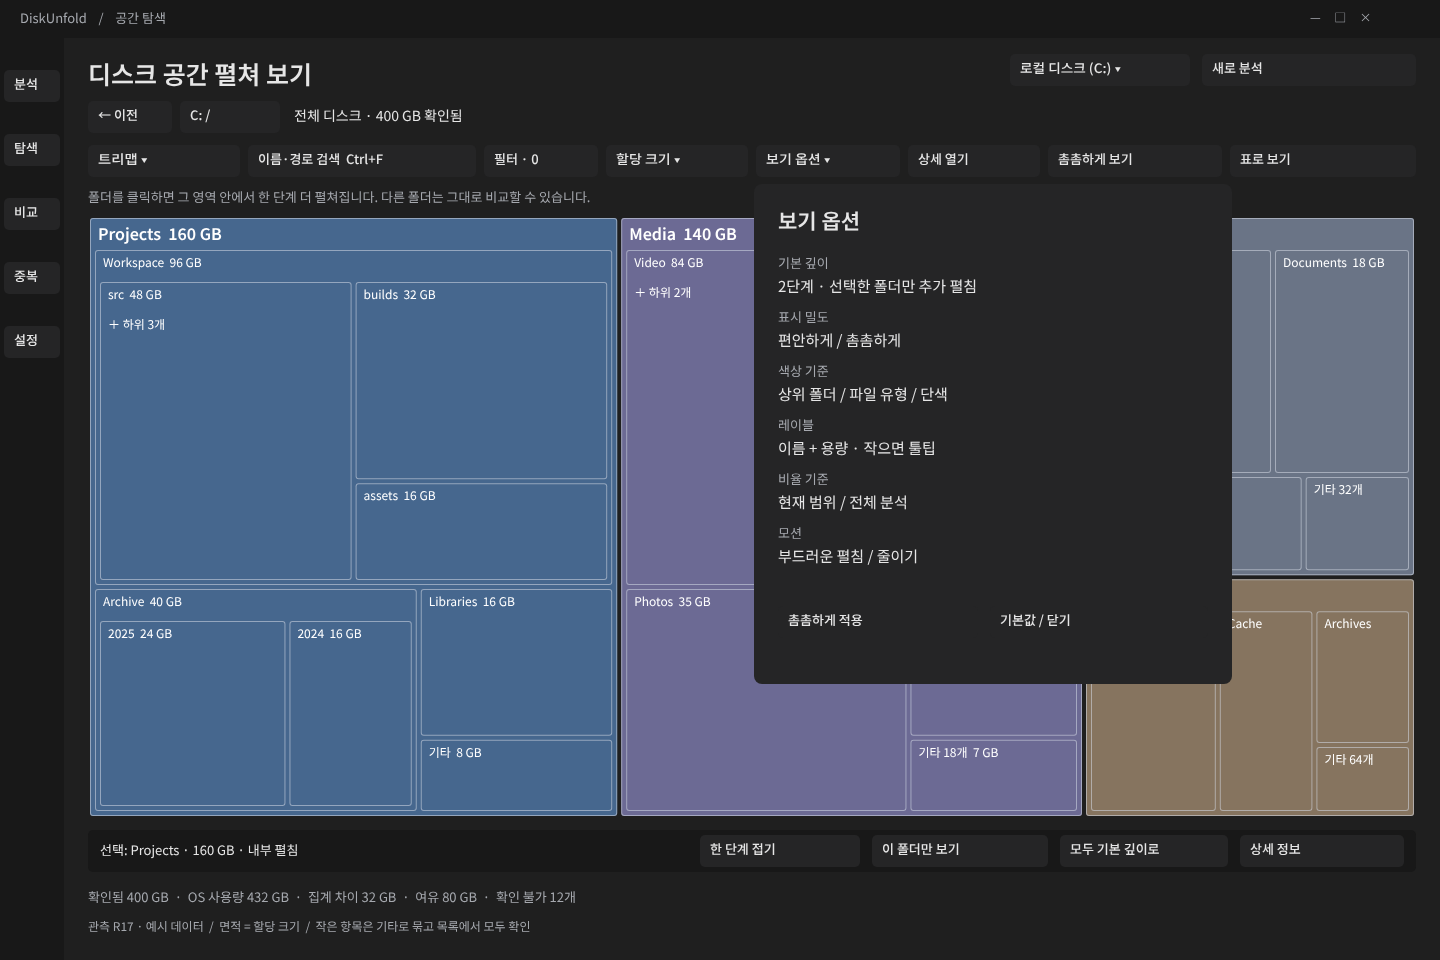 DiskUnfold / 공간 탐색
─ □ ×
디스크 공간 펼쳐 보기
로컬 디스크 (C:) ▾
새로 분석
분석
탐색
비교
중복
설정
← 이전
C: /
전체 디스크 · 400 GB 확인됨
트리맵 ▾
이름·경로 검색 Ctrl+F
필터 · 0
할당 크기 ▾
보기 옵션 ▾
상세 열기
촘촘하게 보기
표로 보기
폴더를 클릭하면 그 영역 안에서 한 단계 더 펼쳐집니다. 다른 폴더는 그대로 비교할 수 있습니다.
Projects 160 GB
Workspace 96 GB
src 48 GB
+ 하위 3개
builds 32 GB
assets 16 GB
Archive 40 GB
2025 24 GB
2024 16 GB
Libraries 16 GB
기타 8 GB
Media 140 GB
Video 84 GB
+ 하위 2개
Photos 35 GB
기타 18개 7 GB
보기 옵션
기본 깊이
2단계 · 선택한 폴더만 추가 펼침
표시 밀도
편안하게 / 촘촘하게
색상 기준
상위 폴더 / 파일 유형 / 단색
레이블
이름 + 용량 · 작으면 툴팁
비율 기준
현재 범위 / 전체 분석
모션
부드러운 펼침 / 줄이기
촘촘하게 적용
기본값 / 닫기
Documents 18 GB
기타 32개
Cache
Archives
기타 64개
선택: Projects · 160 GB · 내부 펼침
한 단계 접기
이 폴더만 보기
모두 기본 깊이로
상세 정보
확인됨 400 GB · OS 사용량 432 GB · 집계 차이 32 GB · 여유 80 GB · 확인 불가 12개
관측 R17 · 예시 데이터 / 면적 = 할당 크기 / 작은 항목은 기타로 묶고 목록에서 모두 확인